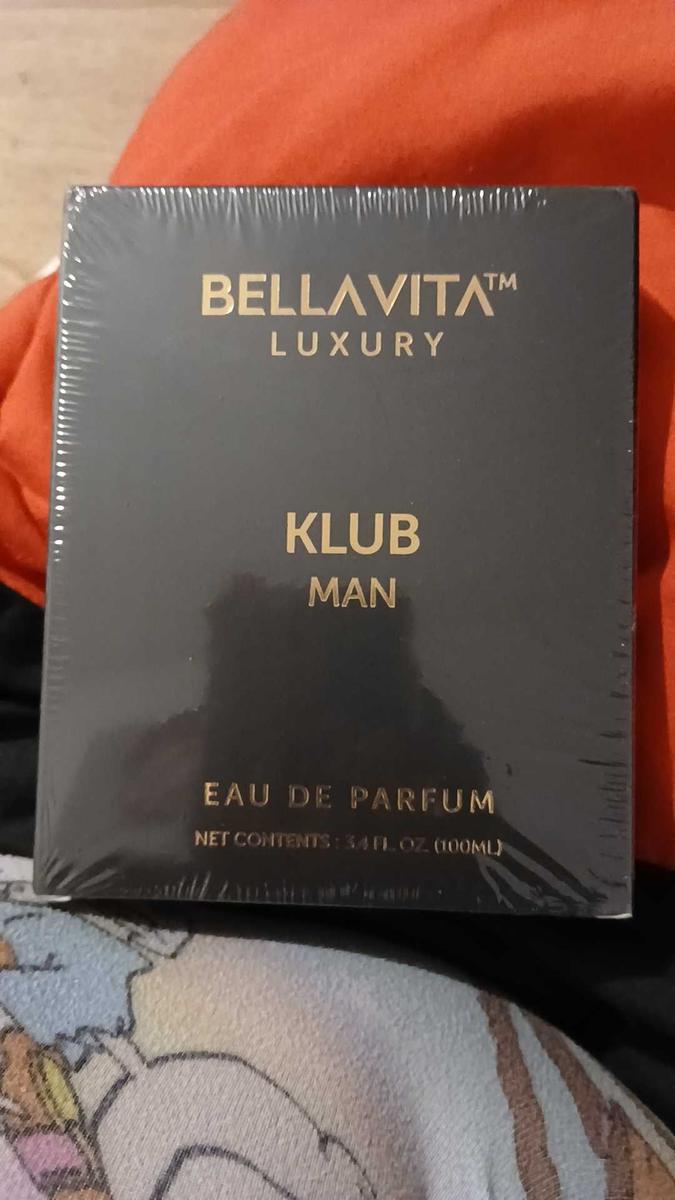 BELLAVITA™
LUXURY
KLUB
MAN
EAU DE PARFUM
NET CONTENTS : 3.4 FL. OZ. (100ML)